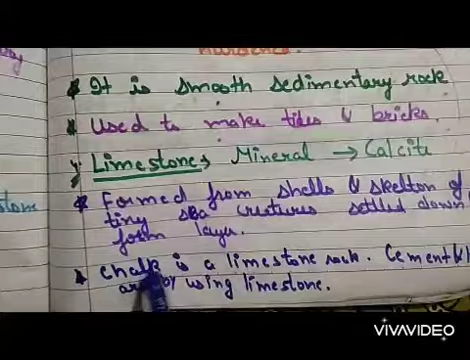 It is smooth sedimentary rock
Used to make tides & bricks.
Limestone → Mineral → Calcite
Formed from shells & skelton of
tiny sea creatures settled down
form layer.
Chalk is a limestone rock. Cement
using limestone.
VIVAVIDEO